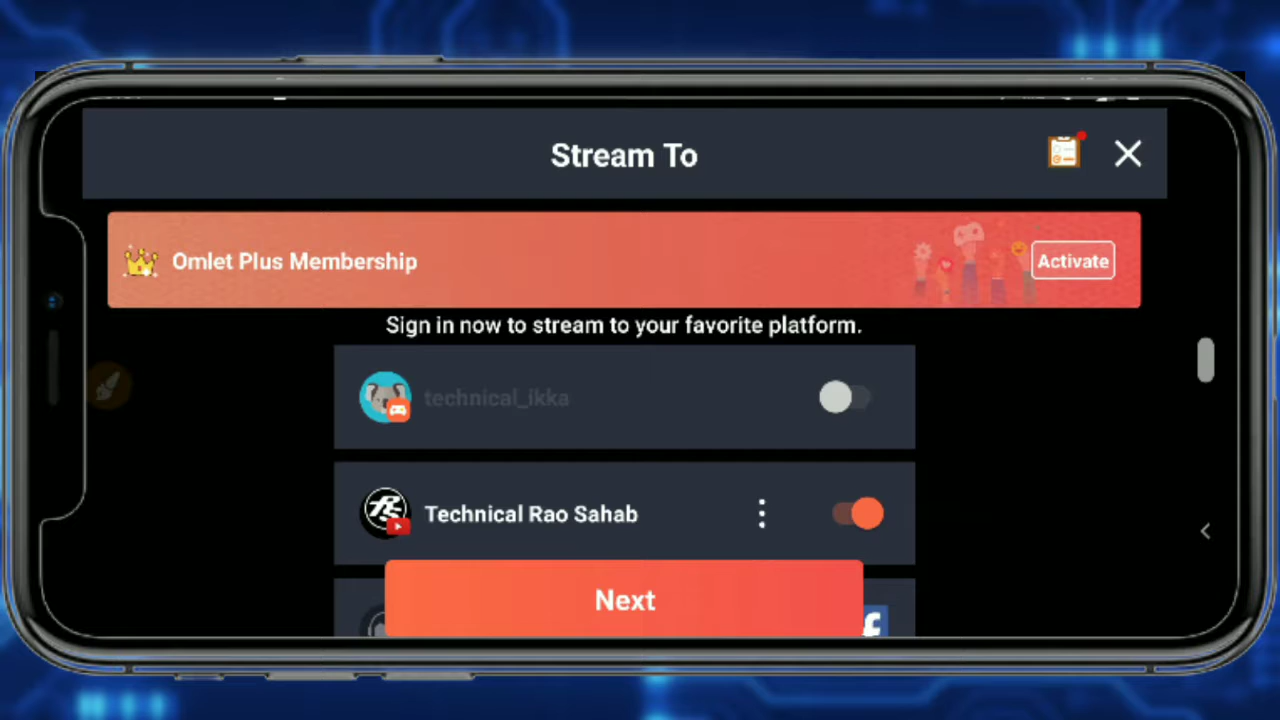 Stream To
Omlet Plus Membership
Activate
Sign in now to stream to your favorite platform.
technical_ikka
Technical Rao Sahab
Next